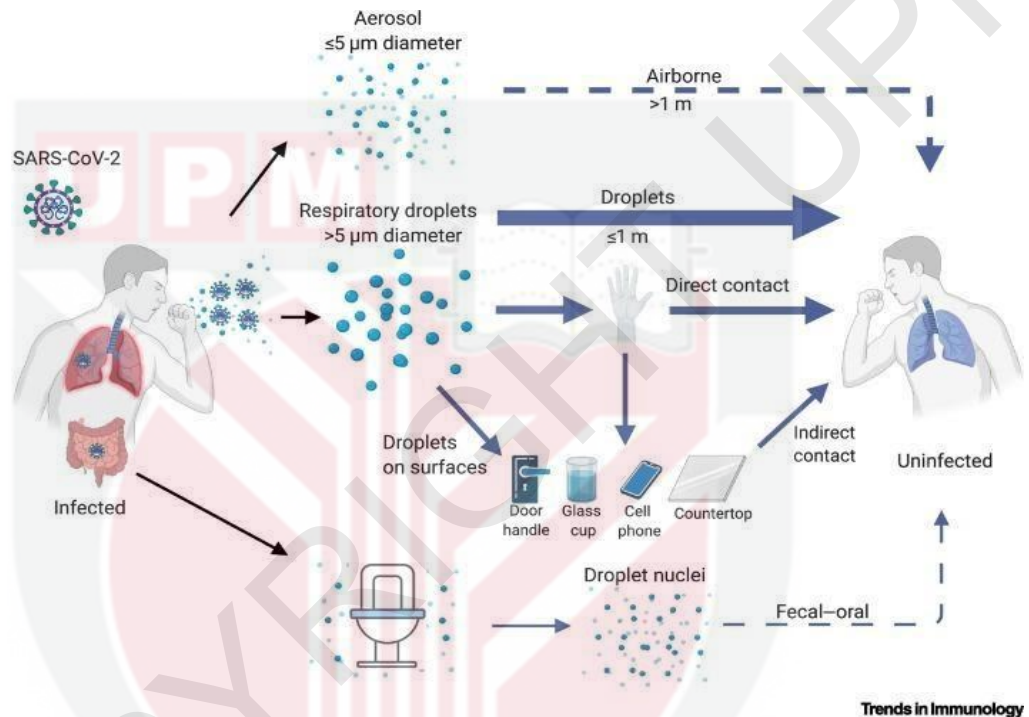 Aerosol
≤5 µm diameter
Airborne
>1 m
SARS-CoV-2
UPM
Respiratory droplets
>5 µm diameter
Droplets
≤1 m
Direct contact
Droplets
on surfaces
Indirect
contact
Uninfected
Infected
Door
handle
Glass
cup
Cell
phone
Countertop
Droplet nuclei
Fecal–oral
Trends in Immunology
COPYRIGHT UPM